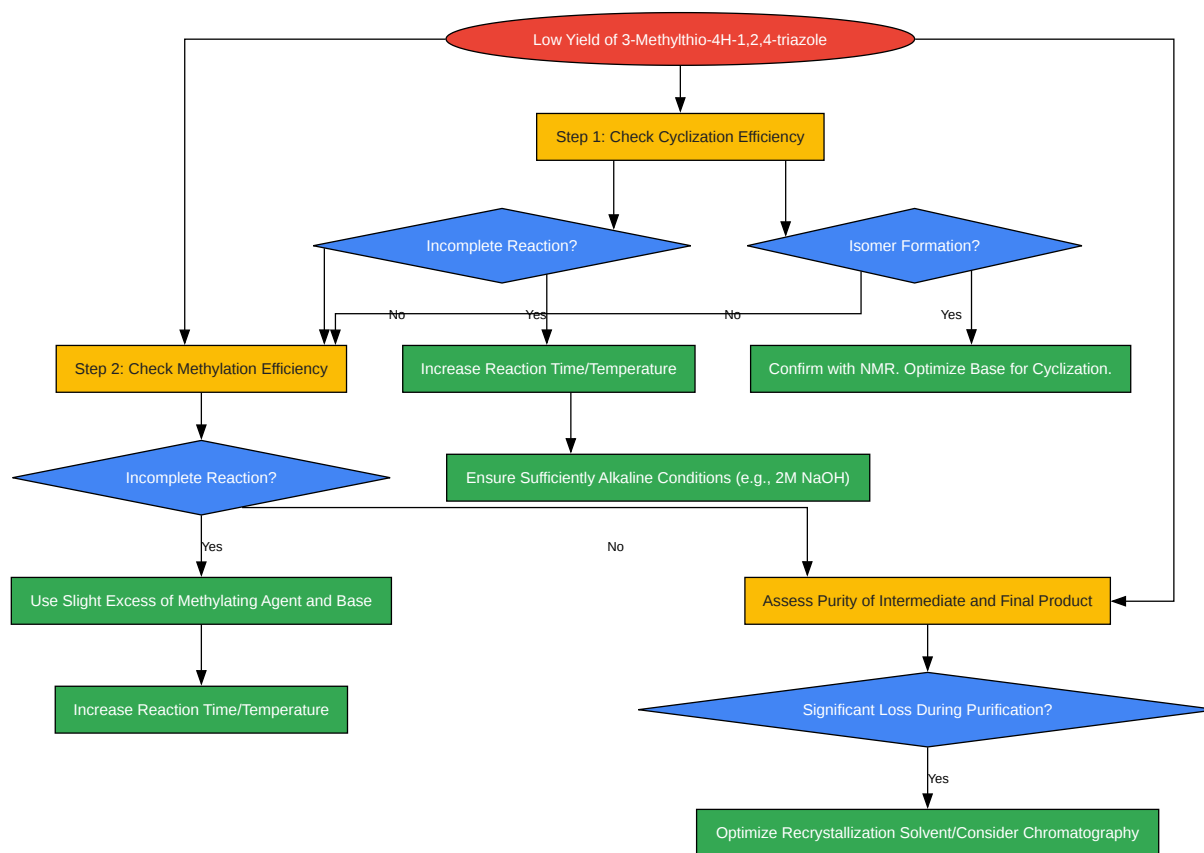 Low Yield of 3-Methylthio-4H-1,2,4-triazole
Step 1: Check Cyclization Efficiency
Incomplete Reaction?
Isomer Formation?
No
Yes
No
Yes
Step 2: Check Methylation Efficiency
Increase Reaction Time/Temperature
Confirm with NMR. Optimize Base for Cyclization.
Incomplete Reaction?
Ensure Sufficiently Alkaline Conditions (e.g., 2M NaOH)
Yes
No
Use Slight Excess of Methylating Agent and Base
Assess Purity of Intermediate and Final Product
Increase Reaction Time/Temperature
Significant Loss During Purification?
Yes
Optimize Recrystallization Solvent/Consider Chromatography